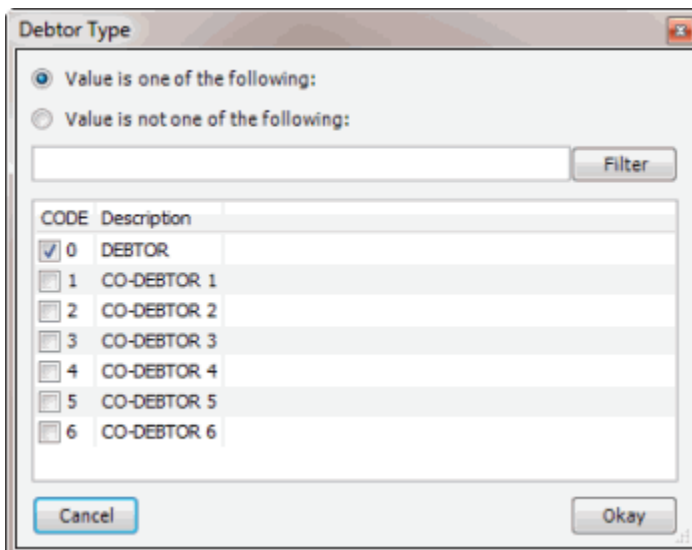 Debtor Type
Value is one of the following:
Value is not one of the following:
Filter
CODE Description
0 DEBTOR
1 CO-DEBTOR 1
2 CO-DEBTOR 2
3 CO-DEBTOR 3
4 CO-DEBTOR 4
5 CO-DEBTOR 5
6 CO-DEBTOR 6
Cancel Okay